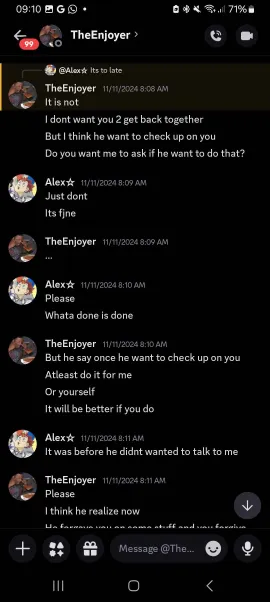 09:10
71%
99
TheEnjoyer
@Alex☆ Its to late
TheEnjoyer 11/11/2024 8:08 AM
It is not
I dont want you 2 get back together
But I think he want to check up on you
Do you want me to ask if he want to do that?
Alex☆ 11/11/2024 8:09 AM
Just dont
Its fjne
TheEnjoyer 11/11/2024 8:09 AM
...
Alex☆ 11/11/2024 8:10 AM
Please
Whata done is done
TheEnjoyer 11/11/2024 8:10 AM
But he say once he want to check up on you
Atleast do it for me
Or yourself
It will be better if you do
Alex☆ 11/11/2024 8:11 AM
It was before he didnt wanted to talk to me
TheEnjoyer 11/11/2024 8:11 AM
Please
I think he realize now
He forgave you on some stuff and you forgive
Message @The...